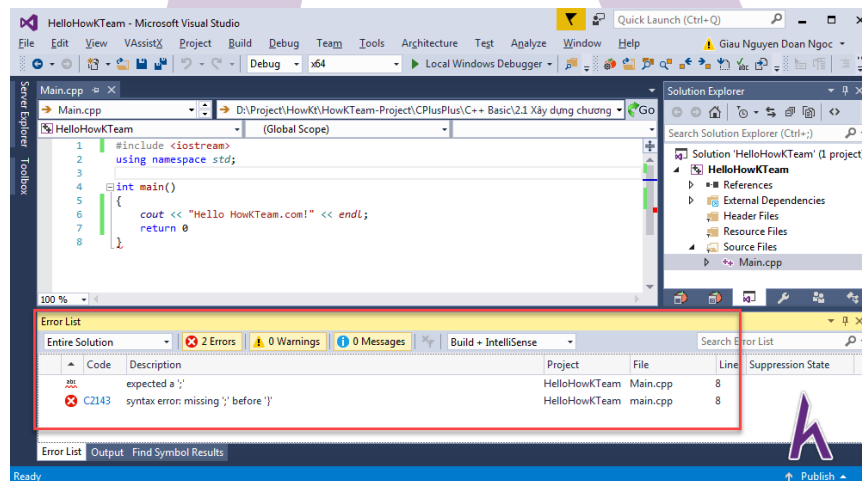 HelloHowKTeam - Microsoft Visual Studio
Quick Launch (Ctrl+Q)
File Edit View VAssistX Project Build Debug Team Tools Architecture Test Analyze Window Help
Giau Nguyen Doan Ngoc
Debug x64 Local Windows Debugger
Server Explorer
Toolbox
Main.cpp
Main.cpp D:\Project\HowKt\HowKTeam-Project\CPlusPlus\C++ Basic\2.1 Xây dựng chương Go
HelloHowKTeam (Global Scope)
1 #include <iostream>
2 using namespace std;
3
4 int main()
5 {
6 cout << "Hello HowKTeam.com!" << endl;
7 return 0
8 }
100 %
Solution Explorer
Search Solution Explorer (Ctrl+;)
Solution 'HelloHowKTeam' (1 project)
HelloHowKTeam
References
External Dependencies
Header Files
Resource Files
Source Files
Main.cpp
Error List
Entire Solution 2 Errors 0 Warnings 0 Messages Build + IntelliSense Search Error List
Code Description Project File Line Suppression State
abc expected a ';' HelloHowKTeam Main.cpp 8
C2143 syntax error: missing ';' before '}' HelloHowKTeam main.cpp 8
Error List Output Find Symbol Results
Ready Publish